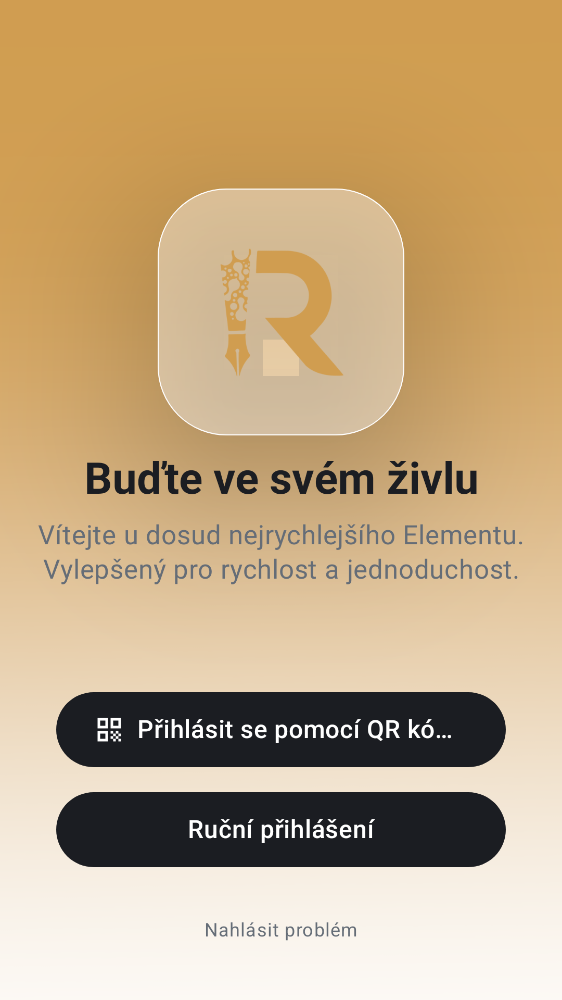 R
Buďte ve svém živlu
Vítejte u dosud nejrychlejšího Elementu.
Vylepšený pro rychlost a jednoduchost.
Přihlásit se pomocí QR kó…
Ruční přihlášení
Nahlásit problém